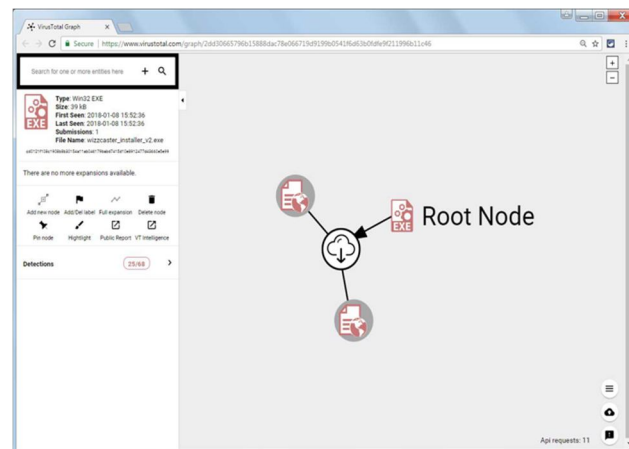 VirusTotal Graph
Secure
https://www.virustotal.com/graph/2dd30665796b15888dac78e066719d9199b0541f6d63b0fdfe9f211996b11c46
Search for one or more entities here
Type: Win32 EXE
Size: 39 kB
First Seen: 2018-01-08 15:52:36
Last Seen: 2018-01-08 15:52:36
Submissions: 1
File Name: wizzcaster_installer_v2.exe
EXE
There are no more expansions available.
Add new node
Add/Del label
Full expansion
Delete node
Pin node
Highlight
Public Report
VT Intelligence
Detections
25/68
EXE
Root Node
Api requests: 11